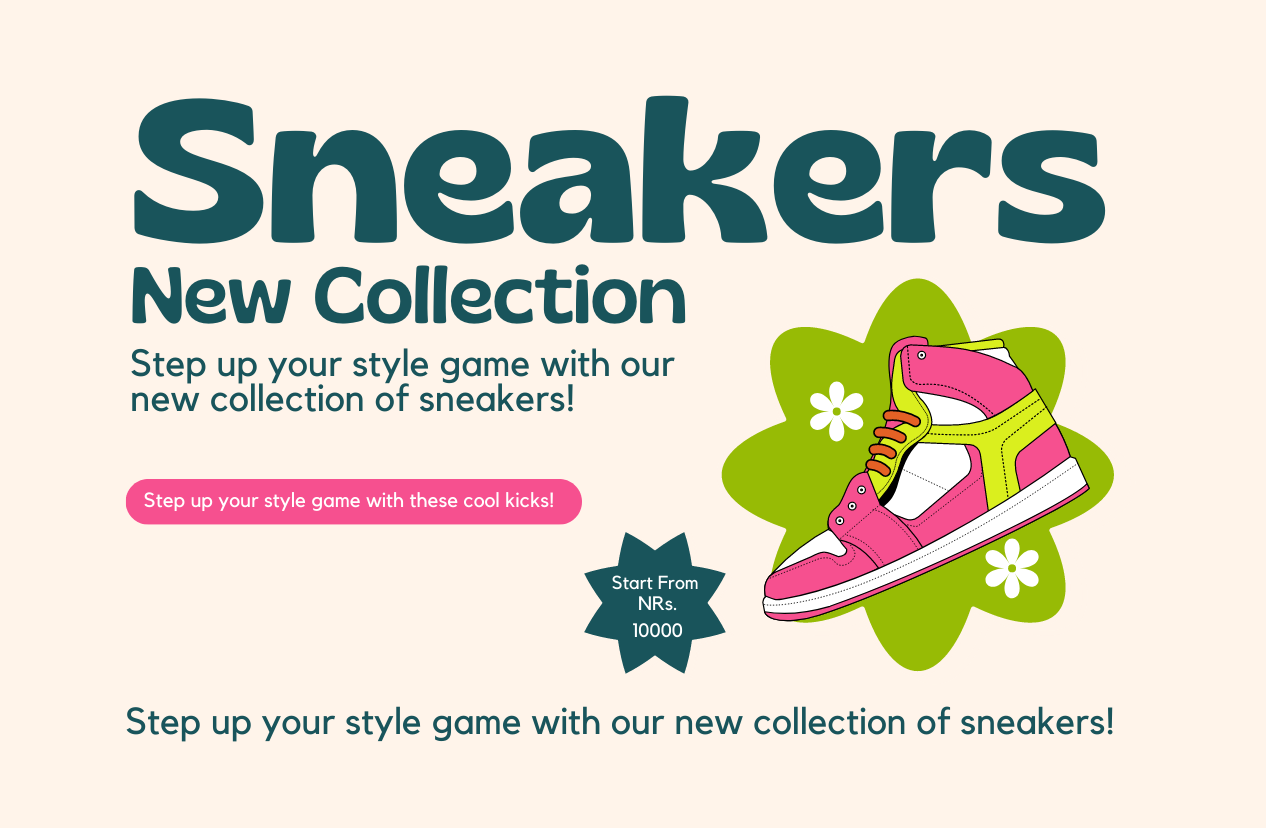 Sneakers
New Collection
Step up your style game with our
new collection of sneakers!
Step up your style game with these cool kicks!
Start From
NRs.
10000
Step up your style game with our new collection of sneakers!